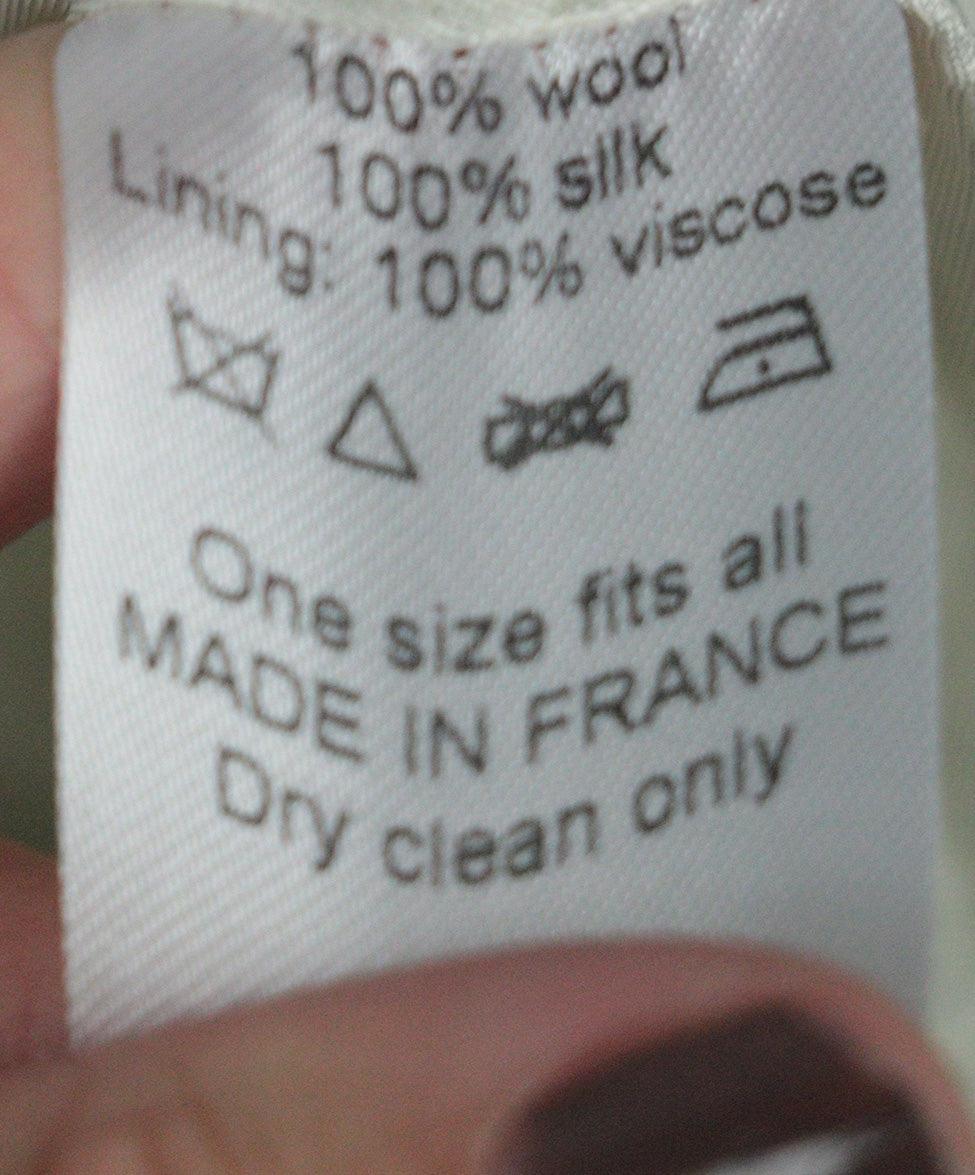 100% wool
100% silk
Lining: 100% viscose
One size fits all
MADE IN FRANCE
Dry clean only